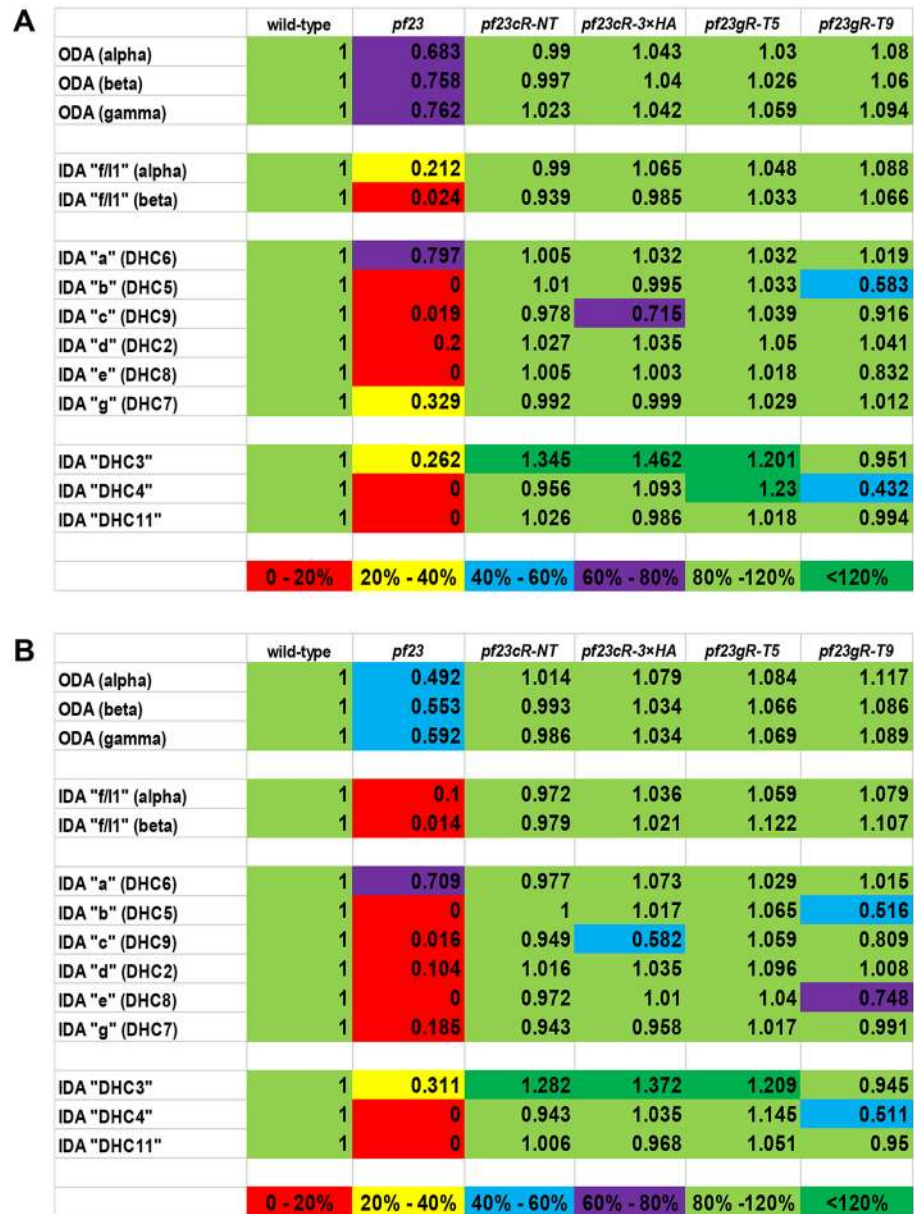 A
wild-type pf23 pf23cR-NT pf23cR-3×HA pf23gR-T5 pf23gR-T9
ODA (alpha) 1 0.683 0.99 1.043 1.03 1.08
ODA (beta) 1 0.758 0.997 1.04 1.026 1.06
ODA (gamma) 1 0.762 1.023 1.042 1.059 1.094
IDA "f/I1" (alpha) 1 0.212 0.99 1.065 1.048 1.088
IDA "f/I1" (beta) 1 0.024 0.939 0.985 1.033 1.066
IDA "a" (DHC6) 1 0.797 1.005 1.032 1.032 1.019
IDA "b" (DHC5) 1 0 1.01 0.995 1.033 0.583
IDA "c" (DHC9) 1 0.019 0.978 0.715 1.039 0.916
IDA "d" (DHC2) 1 0.2 1.027 1.035 1.05 1.041
IDA "e" (DHC8) 1 0 1.005 1.003 1.018 0.832
IDA "g" (DHC7) 1 0.329 0.992 0.999 1.029 1.012
IDA "DHC3" 1 0.262 1.345 1.462 1.201 0.951
IDA "DHC4" 1 0 0.956 1.093 1.23 0.432
IDA "DHC11" 1 0 1.026 0.986 1.018 0.994
0 - 20% 20% - 40% 40% - 60% 60% - 80% 80% -120% <120%
B
wild-type pf23 pf23cR-NT pf23cR-3×HA pf23gR-T5 pf23gR-T9
ODA (alpha) 1 0.492 1.014 1.079 1.084 1.117
ODA (beta) 1 0.553 0.993 1.034 1.066 1.086
ODA (gamma) 1 0.592 0.986 1.034 1.069 1.089
IDA "f/I1" (alpha) 1 0.1 0.972 1.036 1.059 1.079
IDA "f/I1" (beta) 1 0.014 0.979 1.021 1.122 1.107
IDA "a" (DHC6) 1 0.709 0.977 1.073 1.029 1.015
IDA "b" (DHC5) 1 0 1 1.017 1.065 0.516
IDA "c" (DHC9) 1 0.016 0.949 0.582 1.059 0.809
IDA "d" (DHC2) 1 0.104 1.016 1.035 1.096 1.008
IDA "e" (DHC8) 1 0 0.972 1.01 1.04 0.748
IDA "g" (DHC7) 1 0.185 0.943 0.958 1.017 0.991
IDA "DHC3" 1 0.311 1.282 1.372 1.209 0.945
IDA "DHC4" 1 0 0.943 1.035 1.145 0.511
IDA "DHC11" 1 0 1.006 0.968 1.051 0.95
0 - 20% 20% - 40% 40% - 60% 60% - 80% 80% -120% <120%